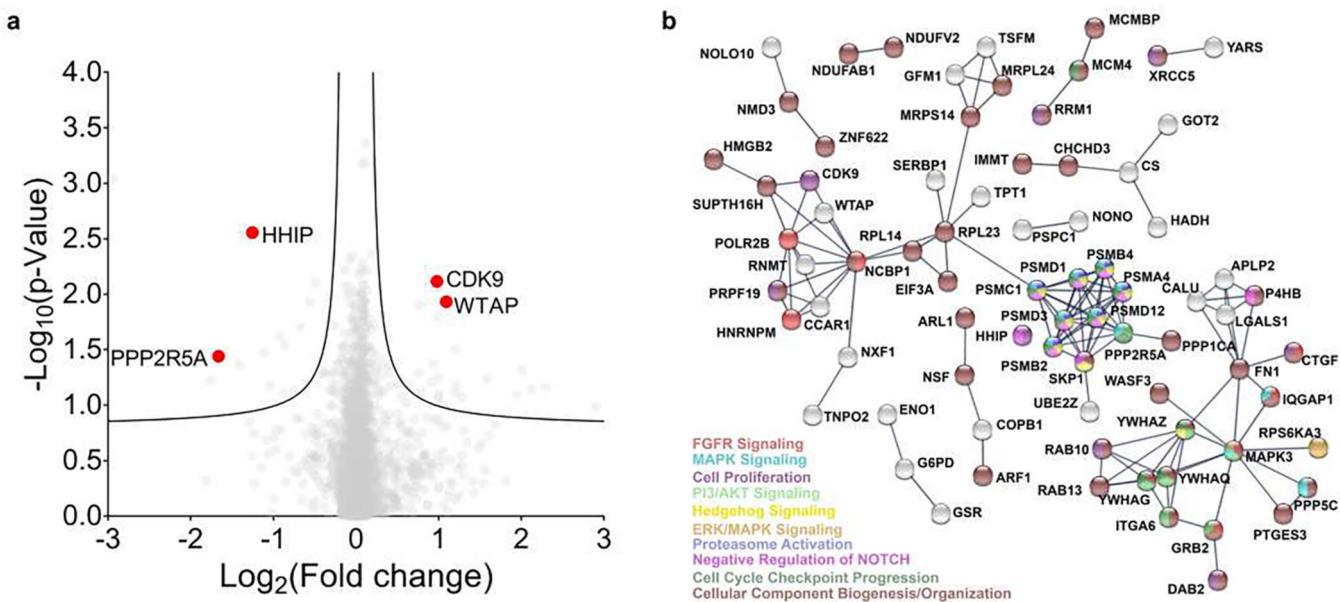 a
4.0
3.5
3.0
2.5
2.0
1.5
1.0
0.5
0.0
-Log10(p-Value)
HHIP
CDK9
WTAP
PPP2R5A
-3
-2
-1
0
1
2
3
Log2(Fold change)
b
NOLO10
NDUFV2
NDUFAB1
TSFM
GFM1
MRPL24
MCMBP
MCM4
YARS
XRCC5
NMD3
MRPS14
RRM1
ZNF622
GOT2
HMGB2
CDK9
SERBP1
IMMT
CHCHD3
CS
SUPTH16H
WTAP
TPT1
HADH
POLR2B
RPL14
RPL23
NONO
PSPC1
RNMT
NCBP1
PSMB4
PSMD1
PSMA4
APLP2
PRPF19
EIF3A
PSMC1
CALU
P4HB
HNRNPM
CCAR1
ARL1
PSMD3
PSMD12
LGALS1
HHIP
PPP2R5A
PPP1CA
NXF1
PSMB2
FN1
CTGF
NSF
SKP1
WASF3
IQGAP1
TNPO2
ENO1
UBE2Z
YWHAZ
RPS6KA3
COPB1
RAB10
MAPK3
G6PD
YWHAQ
ARF1
RAB13
YWHAG
PPP5C
GSR
ITGA6
PTGES3
GRB2
DAB2
FGFR Signaling
MAPK Signaling
Cell Proliferation
PI3/AKT Signaling
Hedgehog Signaling
ERK/MAPK Signaling
Proteasome Activation
Negative Regulation of NOTCH
Cell Cycle Checkpoint Progression
Cellular Component Biogenesis/Organization